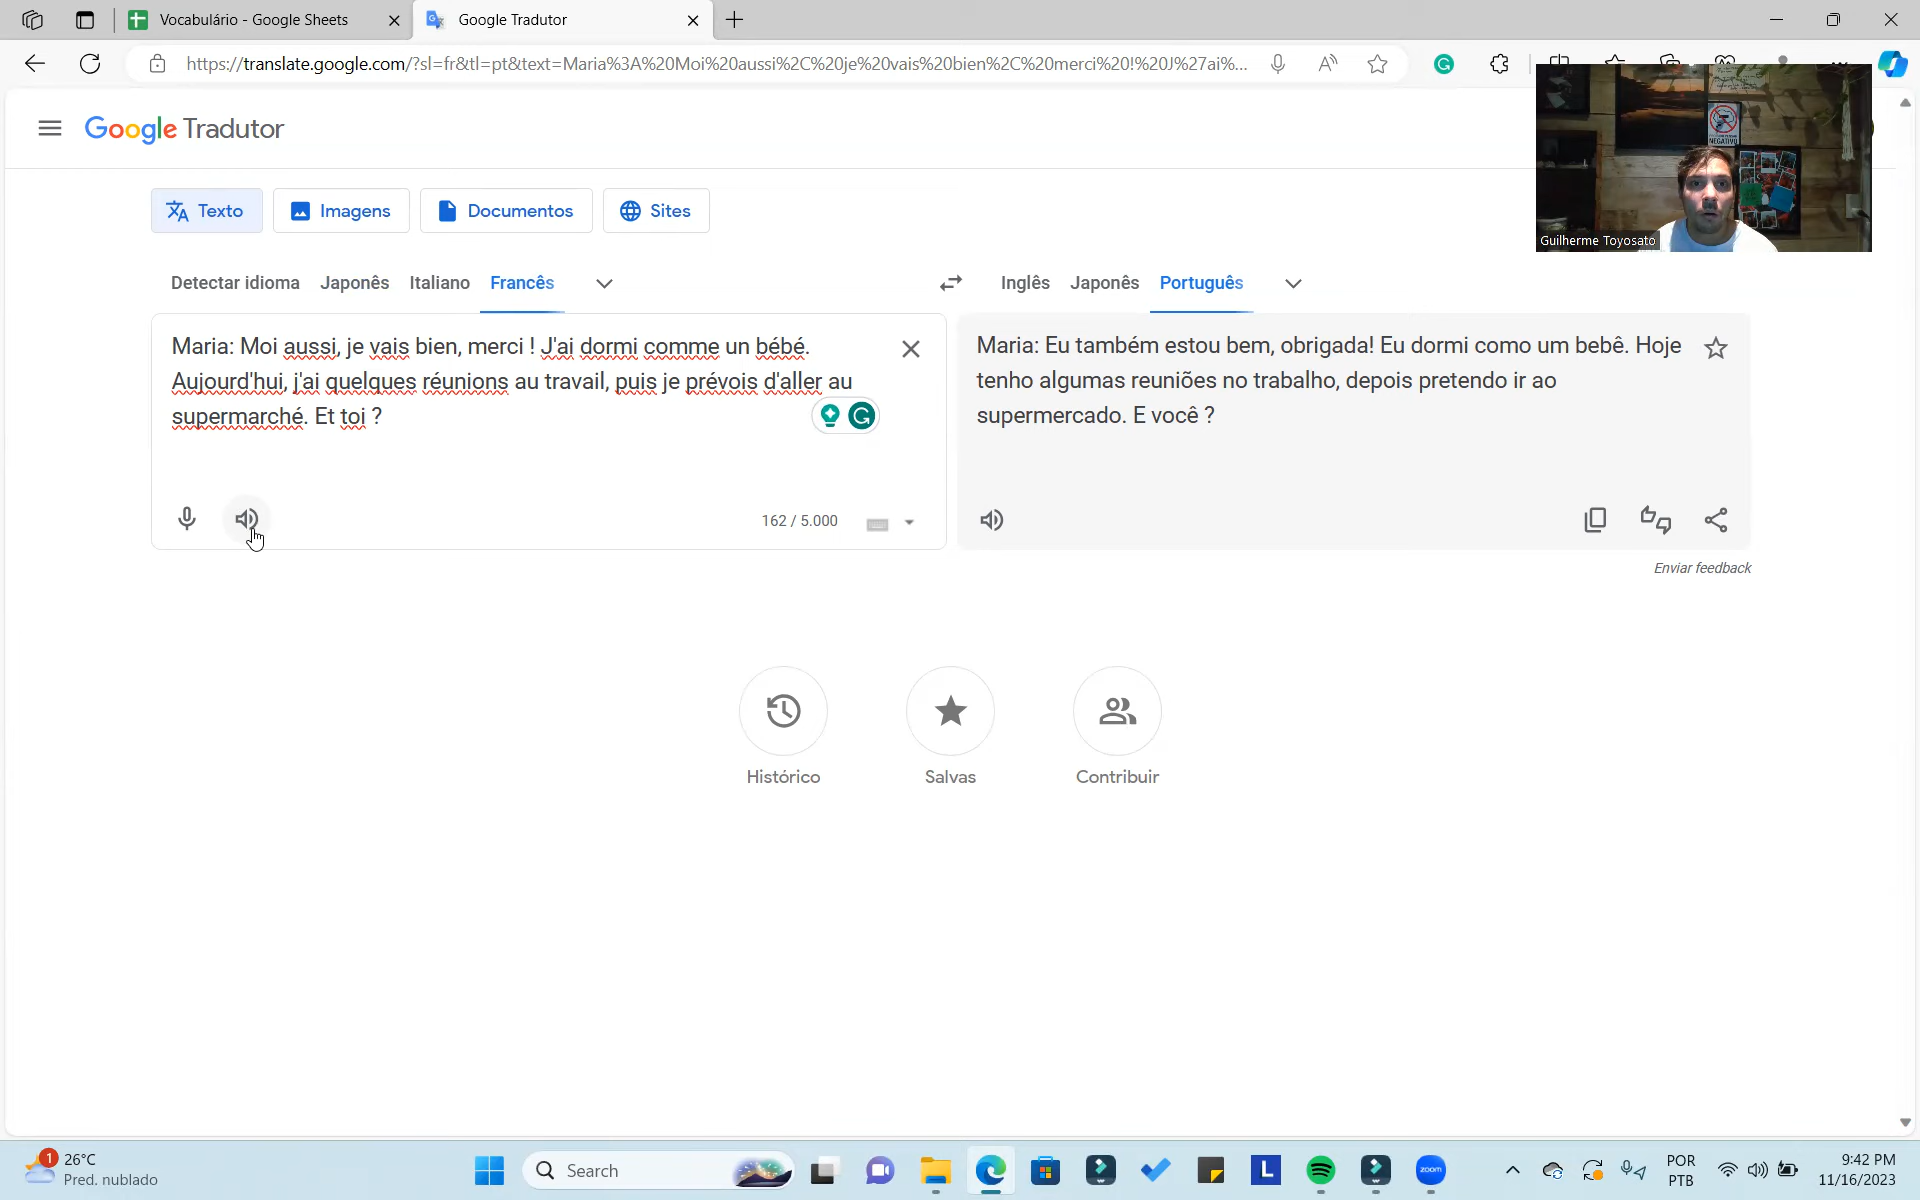 Vocabulário - Google Sheets
Google Tradutor
https://translate.google.com/?sl=fr&tl=pt&text=Maria%3A%20Moi%20aussi%2C%20je%20vais%20bien%2C%20merci%20!%20J%27ai%...
Google Tradutor
NEGATIVO
Guilherme Toyosato
Texto
Imagens
Documentos
Sites
Detectar idioma Japonês Italiano Francês
Inglês Japonês Português
Maria: Moi aussi, je vais bien, merci ! J'ai dormi comme un bébé.
Aujourd'hui, j'ai quelques réunions au travail, puis je prévois d'aller au
supermarché. Et toi ?
162 / 5.000
Maria: Eu também estou bem, obrigada! Eu dormi como um bebê. Hoje
tenho algumas reuniões no trabalho, depois pretendo ir ao
supermercado. E você ?
Enviar feedback
Histórico
Salvas
Contribuir
1
26°C
Pred. nublado
Search
L
zoom
POR
PTB
9:42 PM
11/16/2023